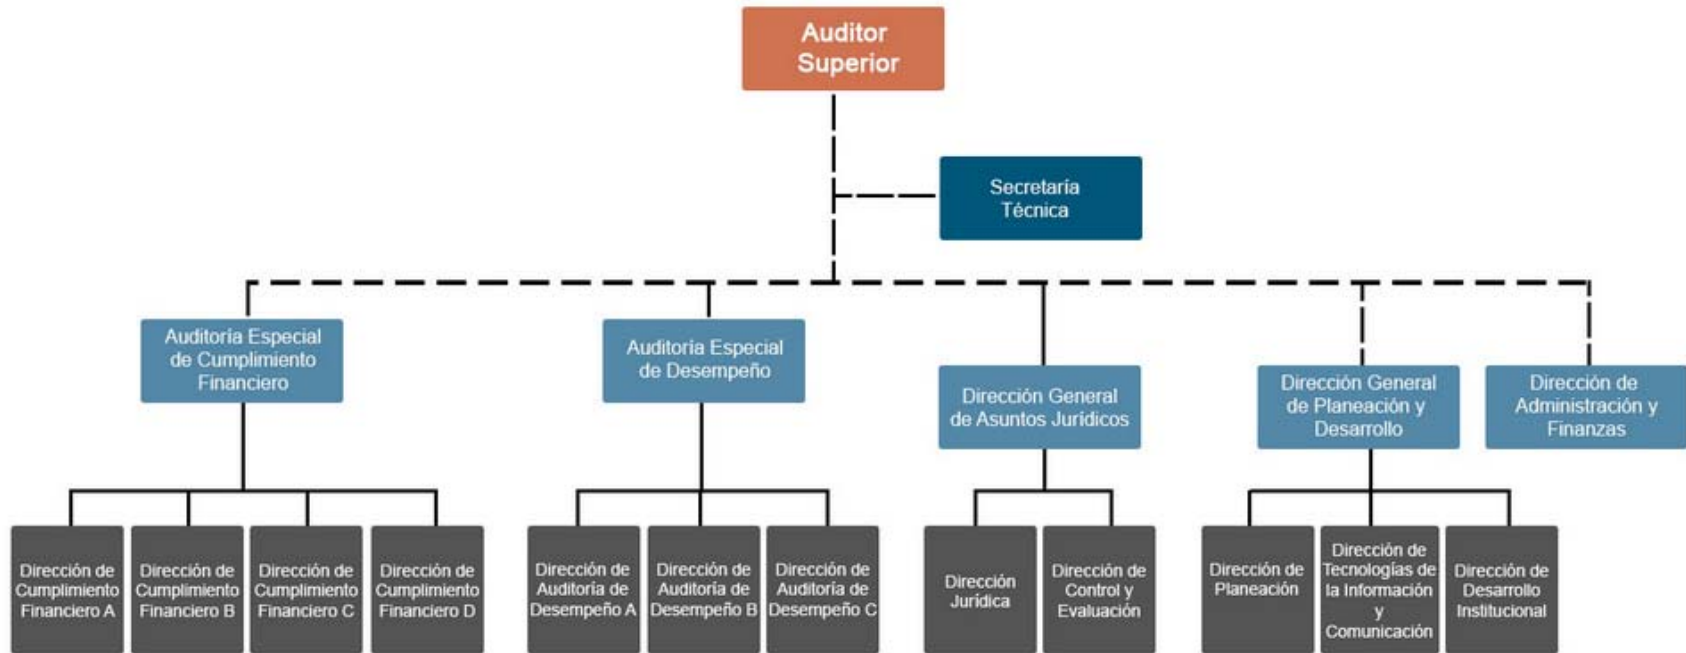 Auditor
Superior
Secretaría
Técnica
Auditoría Especial
de Cumplimiento
Financiero
Auditoría Especial
de Desempeño
Dirección General
de Asuntos Jurídicos
Dirección General
de Planeación y
Desarrollo
Dirección de
Administración y
Finanzas
Dirección de
Cumplimiento
Financiero A
Dirección de
Cumplimiento
Financiero B
Dirección de
Cumplimiento
Financiero C
Dirección de
Cumplimiento
Financiero D
Dirección de
Auditoría de
Desempeño A
Dirección de
Auditoría de
Desempeño B
Dirección de
Auditoría de
Desempeño C
Dirección
Jurídica
Dirección de
Control y
Evaluación
Dirección de
Planeación
Dirección de
Tecnologías de
la Información
y
Comunicación
Dirección de
Desarrollo
Institucional